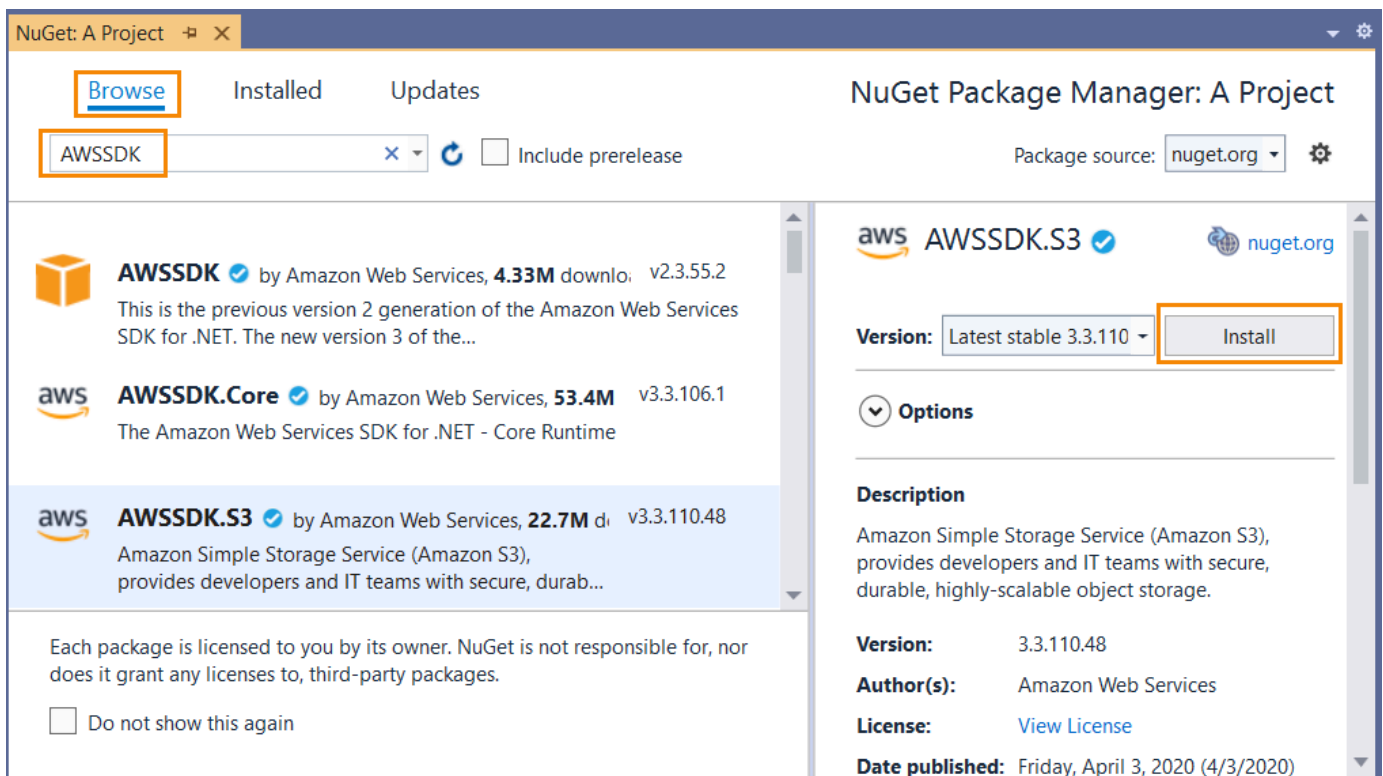 NuGet: A Project
Browse Installed Updates
NuGet Package Manager: A Project
AWSSDK
Include prerelease
Package source: nuget.org
AWSSDK by Amazon Web Services, 4.33M downlo v2.3.55.2
This is the previous version 2 generation of the Amazon Web Services
SDK for .NET. The new version 3 of the...
aws AWSSDK.Core by Amazon Web Services, 53.4M v3.3.106.1
The Amazon Web Services SDK for .NET - Core Runtime
aws AWSSDK.S3 by Amazon Web Services, 22.7M d v3.3.110.48
Amazon Simple Storage Service (Amazon S3),
provides developers and IT teams with secure, durab...
Each package is licensed to you by its owner. NuGet is not responsible for, nor
does it grant any licenses to, third-party packages.
Do not show this again
aws AWSSDK.S3 nuget.org
Version: Latest stable 3.3.110 Install
Options
Description
Amazon Simple Storage Service (Amazon S3),
provides developers and IT teams with secure,
durable, highly-scalable object storage.
Version: 3.3.110.48
Author(s): Amazon Web Services
License: View License
Date published: Friday, April 3, 2020 (4/3/2020)